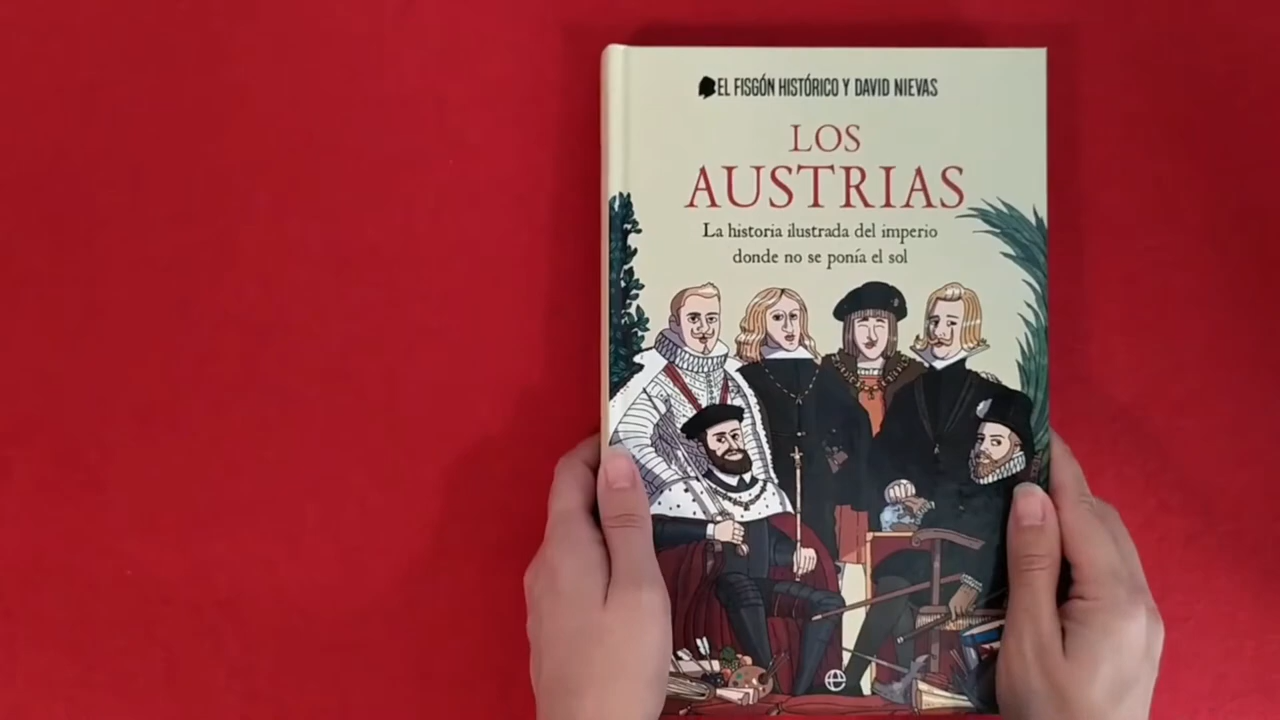 EL FISGÓN HISTÓRICO Y DAVID NIEVAS
LOS
AUSTRIAS
La historia ilustrada del imperio
donde no se ponía el sol